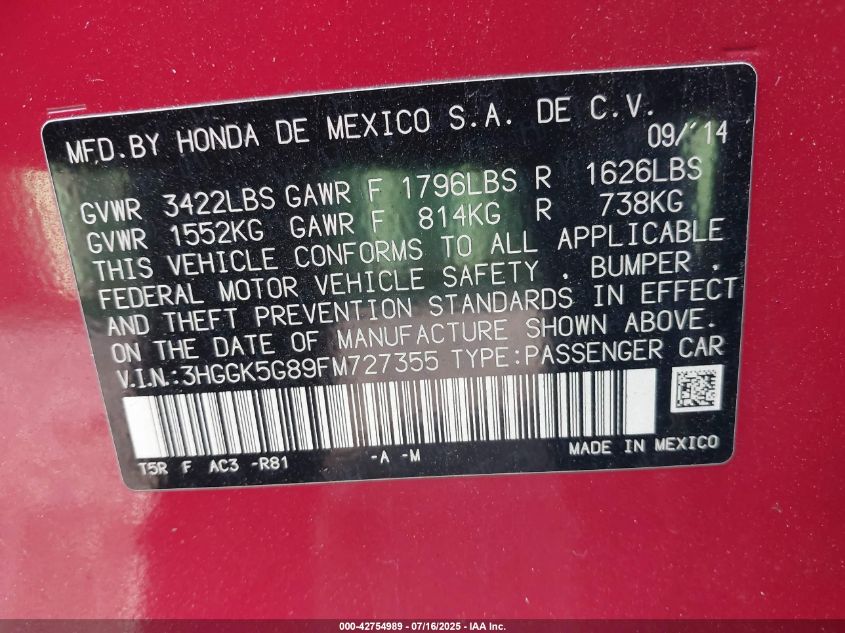 MFD.BY HONDA DE MEXICO S.A. DE C.V.
09/'14
GVWR 3422LBS GAWR F 1796LBS R 1626LBS
GVWR 1552KG GAWR F 814KG R 738KG
THIS VEHICLE CONFORMS TO ALL APPLICABLE
FEDERAL MOTOR VEHICLE SAFETY , BUMPER ,
AND THEFT PREVENTION STANDARDS IN EFFECT
ON THE DATE OF MANUFACTURE SHOWN ABOVE.
V.I.N.:3HGGK5G89FM727355 TYPE:PASSENGER CAR
T5R F AC3 -R81 -A -M MADE IN MEXICO
000-42754989 - 07/16/2025 - IAA Inc.